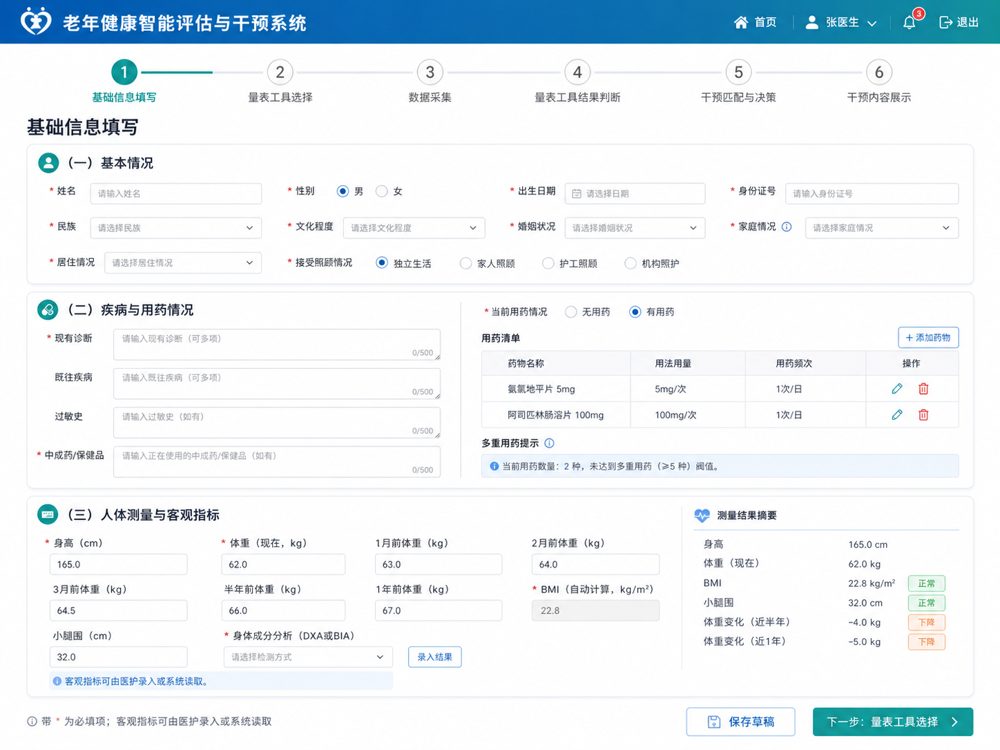 老年健康智能评估与干预系统
首页
张医生
3
退出
1
2
3
4
5
6
基础信息填写
量表工具选择
数据采集
量表工具结果判断
干预匹配与决策
干预内容展示
基础信息填写
（一）基本情况
* 姓名 请输入姓名
* 性别 男 女
* 出生日期 请选择日期
* 身份证号 请输入身份证号
* 民族 请选择民族
* 文化程度 请选择文化程度
* 婚姻状况 请选择婚姻状况
* 家庭情况 请选择家庭情况
* 居住情况 请选择居住情况
* 接受照顾情况 独立生活 家人照顾 护工照顾 机构照护
（二）疾病与用药情况
* 现有诊断 请输入现有诊断（可多项）
0/500
既往疾病 请输入既往疾病（可多项）
0/500
过敏史 请输入过敏史（如有）
0/500
* 中成药/保健品 请输入正在使用的中成药/保健品（如有）
0/500
* 当前用药情况 无用药 有用药
用药清单
+ 添加药物
药物名称 用法用量 用药频次 操作
氨氯地平片 5mg 5mg/次 1次/日
阿司匹林肠溶片 100mg 100mg/次 1次/日
多重用药提示
当前用药数量：2 种，未达到多重用药（≥5 种）阈值。
（三）人体测量与客观指标
* 身高（cm） * 体重（现在，kg） 1月前体重（kg） 2月前体重（kg）
165.0 62.0 63.0 64.0
3月前体重（kg） 半年前体重（kg） 1年前体重（kg） * BMI（自动计算，kg/m²）
64.5 66.0 67.0 22.8
小腿围（cm） * 身体成分分析（DXA或BIA）
32.0 请选择检测方式 录入结果
客观指标可由医护录入或系统读取。
测量结果摘要
身高 165.0 cm
体重（现在） 62.0 kg
BMI 22.8 kg/m² 正常
小腿围 32.0 cm 正常
体重变化（近半年） -4.0 kg 下降
体重变化（近1年） -5.0 kg 下降
带 * 为必填项；客观指标可由医护录入或系统读取
保存草稿
下一步：量表工具选择